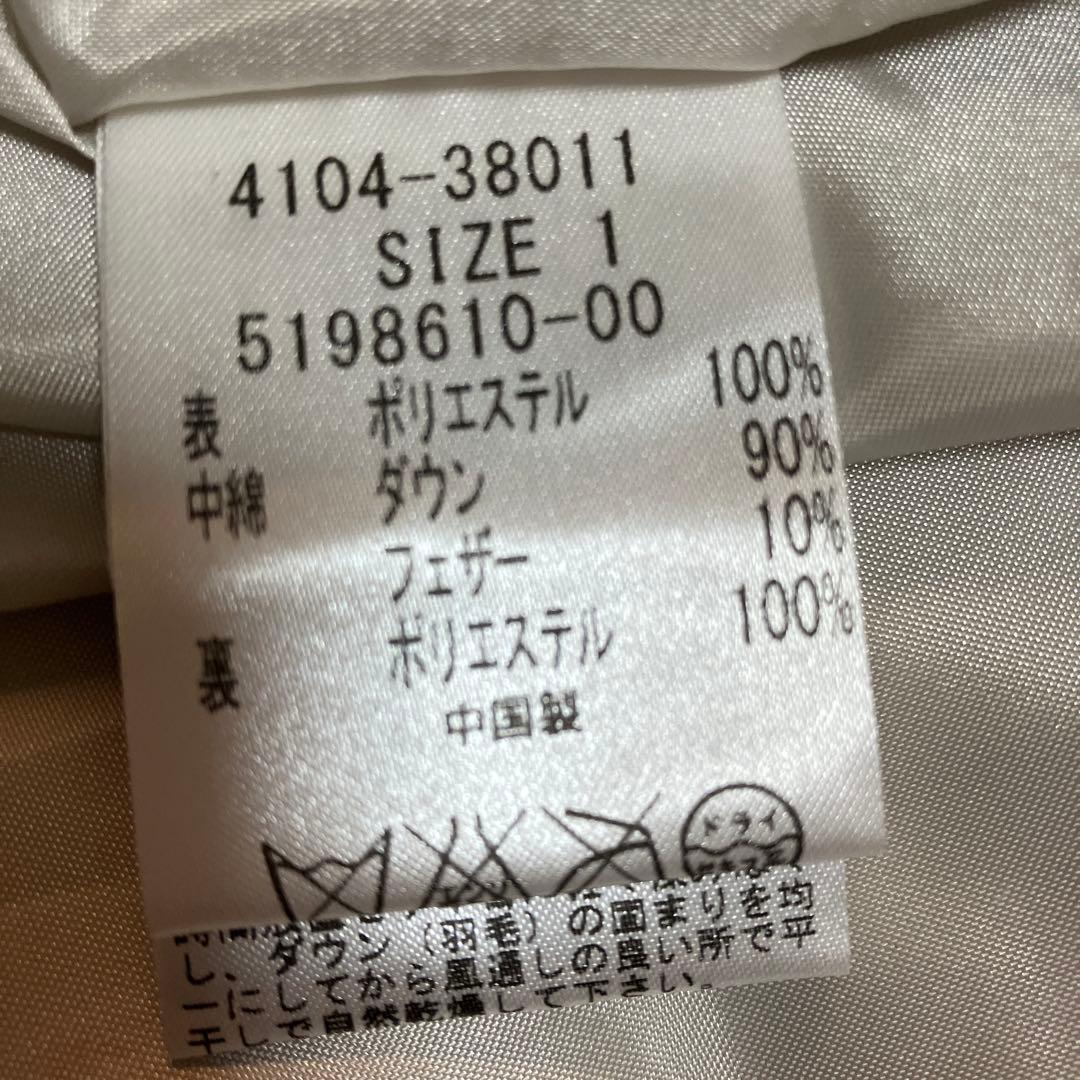 4104-38011
SIZE 1
5198610-00
表 ポリエステル 100%
中綿 ダウン 90%
フェザー 10%
裏 ポリエステル 100%
中国製
ドライ
し、ダウン(羽毛)の固まりを均
一にしてから風通しの良い所で平
干しで自然乾燥して下さい。